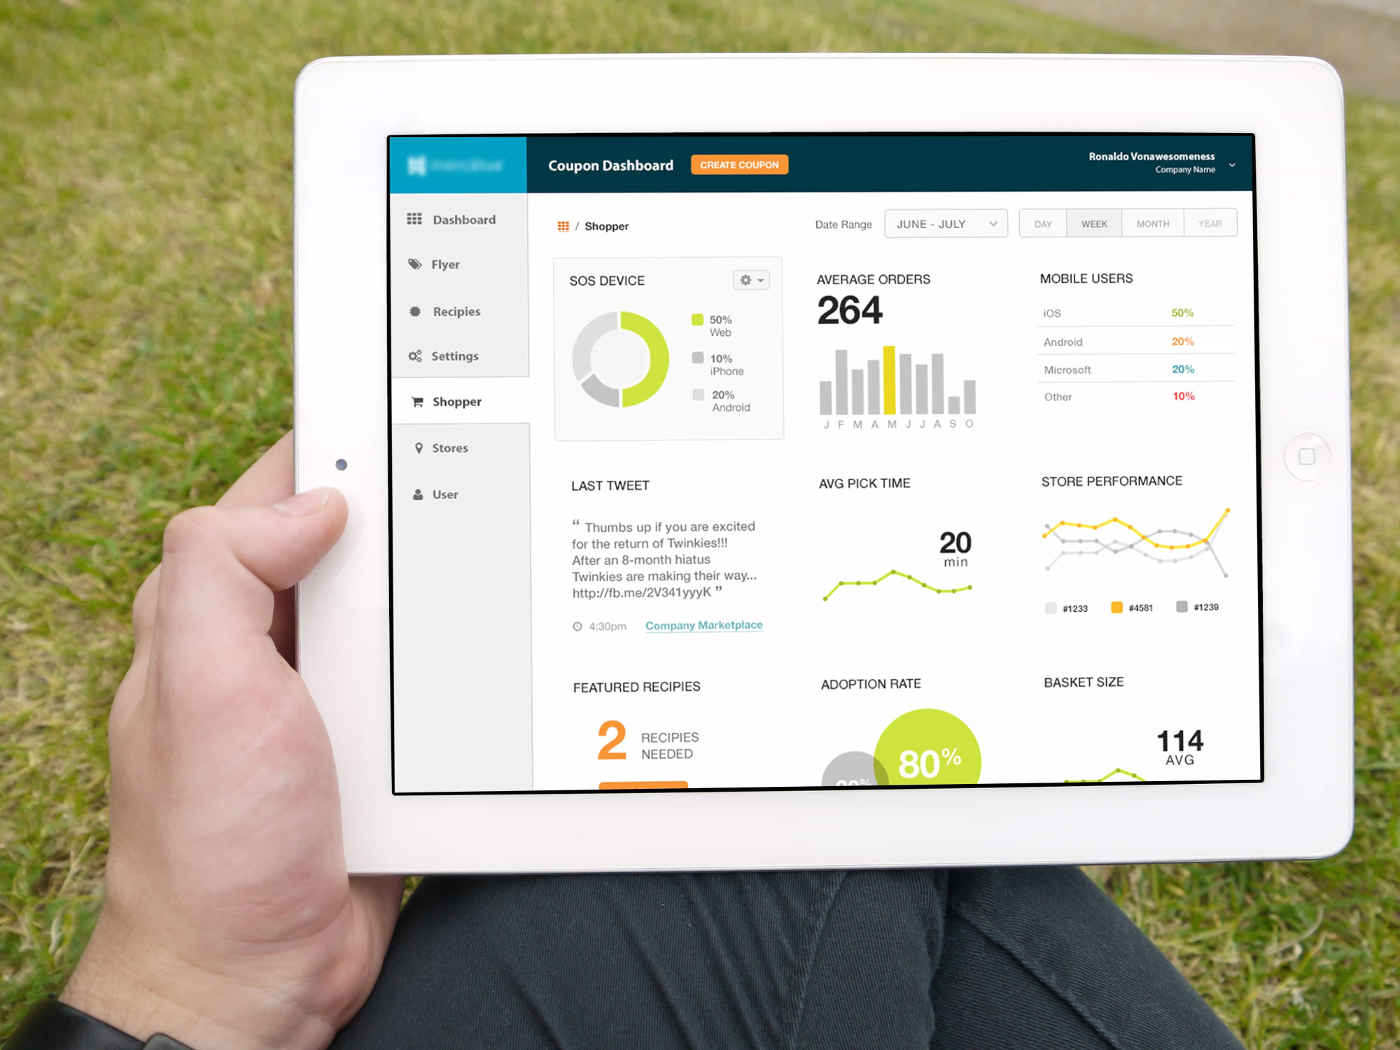 Coupon Dashboard
CREATE COUPON
Ronaldo Vonawesomeness
Company Name
Dashboard
Flyer
Recipies
Settings
Shopper
Stores
User
/ Shopper
Date Range
JUNE - JULY
DAY
WEEK
MONTH
YEAR
SOS DEVICE
50%
Web
10%
iPhone
20%
Android
AVERAGE ORDERS
264
J F M A M J J A S O
MOBILE USERS
iOS 50%
Android 20%
Microsoft 20%
Other 10%
LAST TWEET
“ Thumbs up if you are excited
for the return of Twinkies!!!
After an 8-month hiatus
Twinkies are making their way...
http://fb.me/2V341yyyK ”
4:30pm
Company Marketplace
AVG PICK TIME
20
min
STORE PERFORMANCE
#1233
#4581
#1239
FEATURED RECIPIES
2
RECIPIES
NEEDED
ADOPTION RATE
80%
BASKET SIZE
114
AVG